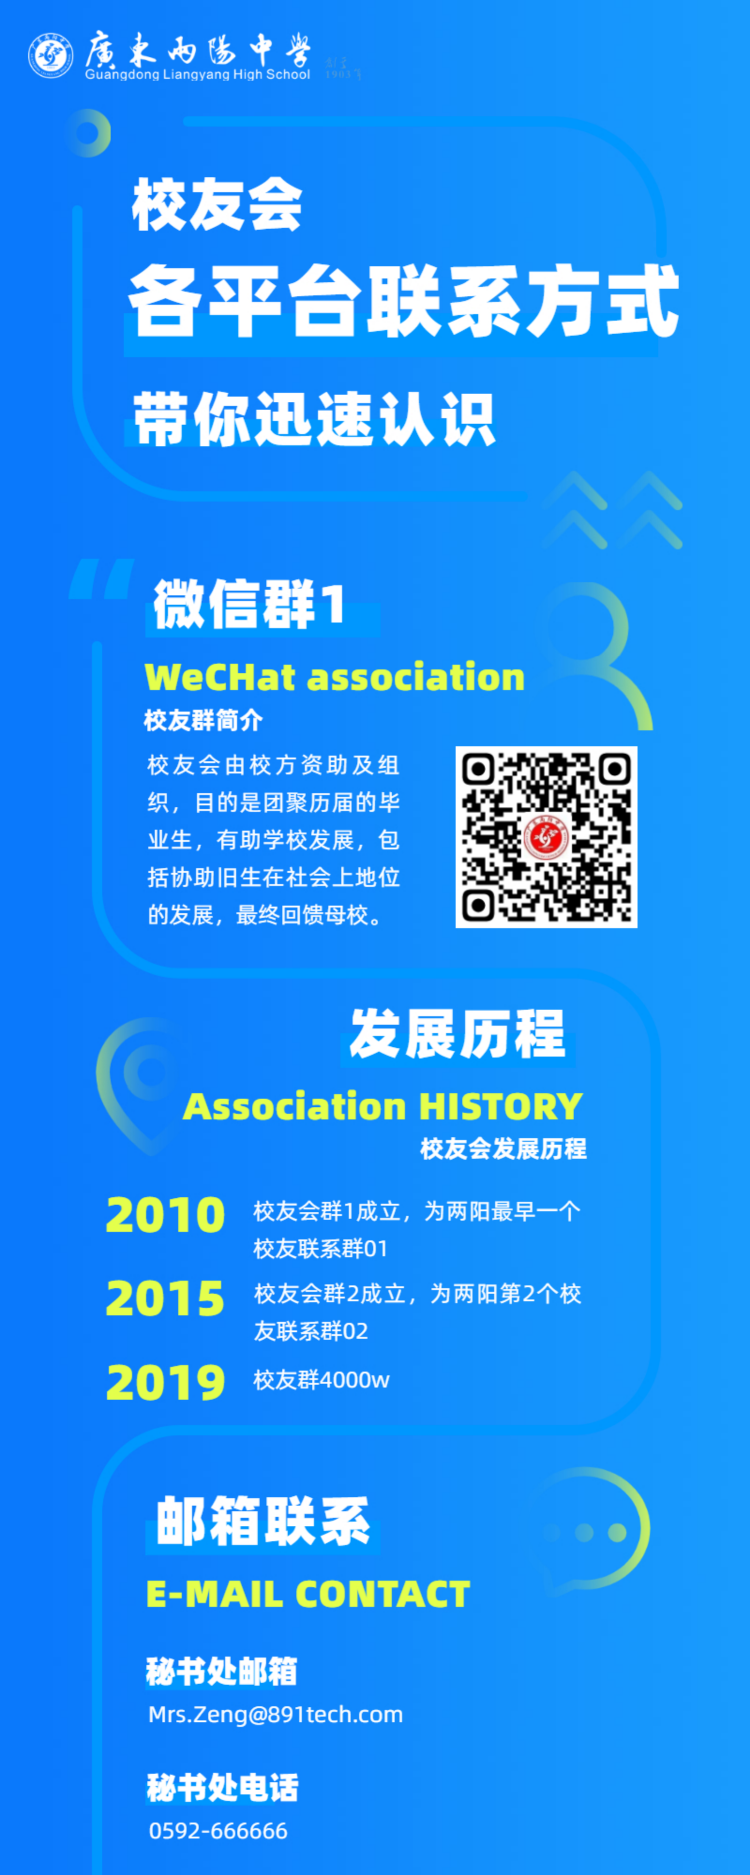 廣東两陽中学
Guangdong Liangyang High School
校友会
各平台联系方式
带你迅速认识
微信群1
WeCHat association
校友群简介
校友会由校方资助及组
织，目的是团聚历届的毕
业生，有助学校发展，包
括协助旧生在社会上地位
的发展，最终回馈母校。
发展历程
Association HISTORY
校友会发展历程
2010 校友会群1成立，为两阳最早一个
校友联系群01
2015 校友会群2成立，为两阳第2个校
友联系群02
2019 校友群4000w
邮箱联系
E-MAIL CONTACT
秘书处邮箱
Mrs.Zeng@891tech.com
秘书处电话
0592-666666